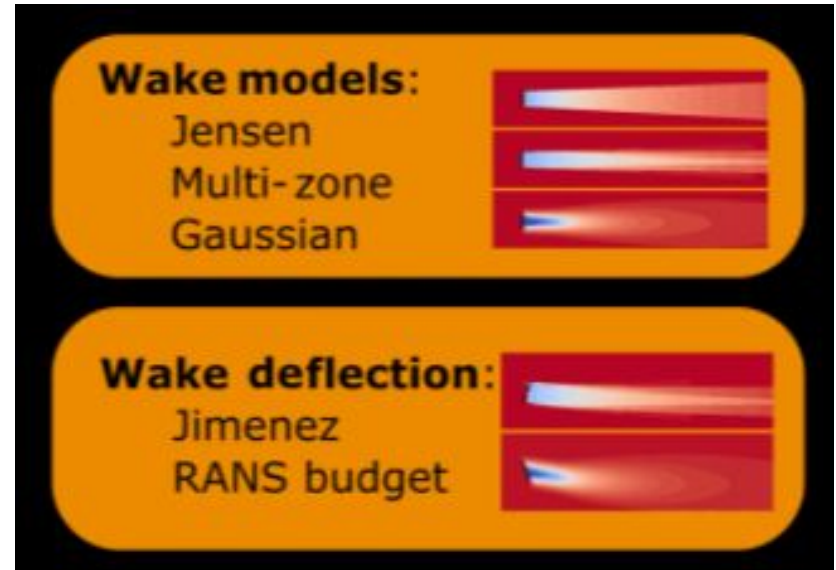 Wake models:
Jensen
Multi-zone
Gaussian
Wake deflection:
Jimenez
RANS budget